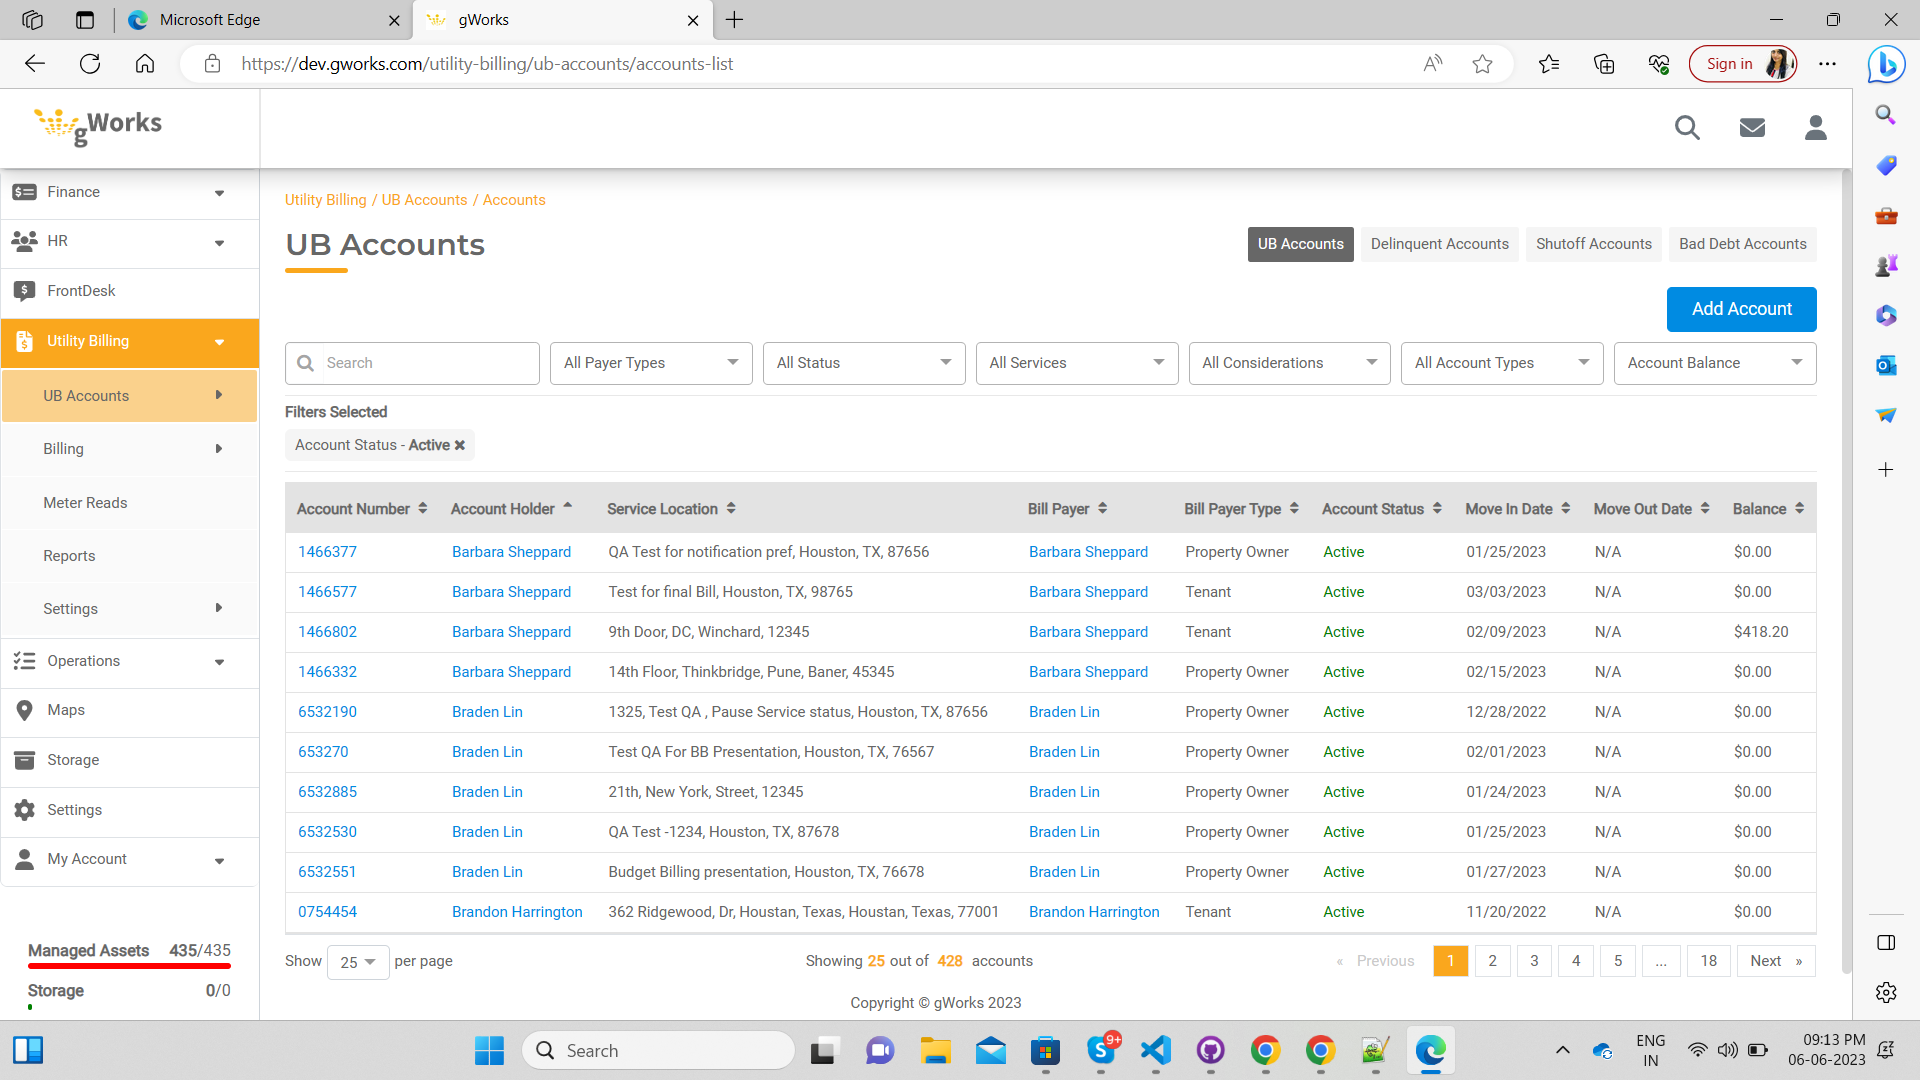 Microsoft Edge
gWorks
https://dev.gworks.com/utility-billing/ub-accounts/accounts-list
Sign in
gWorks
Finance
HR
FrontDesk
Utility Billing
UB Accounts
Billing
Meter Reads
Reports
Settings
Operations
Maps
Storage
Settings
My Account
Managed Assets 435/435
Storage 0/0
Utility Billing / UB Accounts / Accounts
UB Accounts
UB Accounts Delinquent Accounts Shutoff Accounts Bad Debt Accounts
Add Account
Search All Payer Types All Status All Services All Considerations All Account Types Account Balance
Filters Selected
Account Status - Active
Account Number Account Holder Service Location Bill Payer Bill Payer Type Account Status Move In Date Move Out Date Balance
1466377 Barbara Sheppard QA Test for notification pref, Houston, TX, 87656 Barbara Sheppard Property Owner Active 01/25/2023 N/A $0.00
1466577 Barbara Sheppard Test for final Bill, Houston, TX, 98765 Barbara Sheppard Tenant Active 03/03/2023 N/A $0.00
1466802 Barbara Sheppard 9th Door, DC, Winchard, 12345 Barbara Sheppard Tenant Active 02/09/2023 N/A $418.20
1466332 Barbara Sheppard 14th Floor, Thinkbridge, Pune, Baner, 45345 Barbara Sheppard Property Owner Active 02/15/2023 N/A $0.00
6532190 Braden Lin 1325, Test QA , Pause Service status, Houston, TX, 87656 Braden Lin Property Owner Active 12/28/2022 N/A $0.00
653270 Braden Lin Test QA For BB Presentation, Houston, TX, 76567 Braden Lin Property Owner Active 02/01/2023 N/A $0.00
6532885 Braden Lin 21th, New York, Street, 12345 Braden Lin Property Owner Active 01/24/2023 N/A $0.00
6532530 Braden Lin QA Test -1234, Houston, TX, 87678 Braden Lin Property Owner Active 01/25/2023 N/A $0.00
6532551 Braden Lin Budget Billing presentation, Houston, TX, 76678 Braden Lin Property Owner Active 01/27/2023 N/A $0.00
0754454 Brandon Harrington 362 Ridgewood, Dr, Houstan, Texas, Houstan, Texas, 77001 Brandon Harrington Tenant Active 11/20/2022 N/A $0.00
Show 25 per page Showing 25 out of 428 accounts « Previous 1 2 3 4 5 ... 18 Next »
Copyright © gWorks 2023
Search
9+
ENG
IN
09:13 PM
06-06-2023